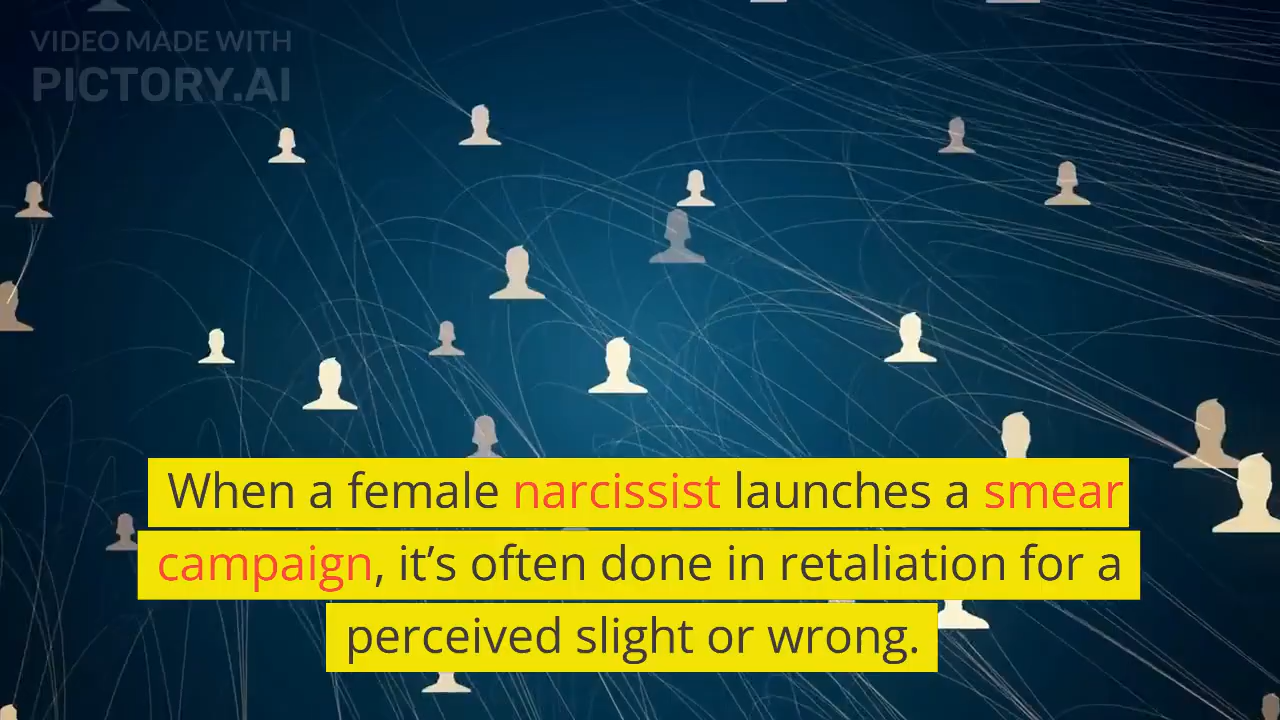 VIDEO MADE WITH
PICTORY.AI
When a female narcissist launches a smear
campaign, it’s often done in retaliation for a
perceived slight or wrong.